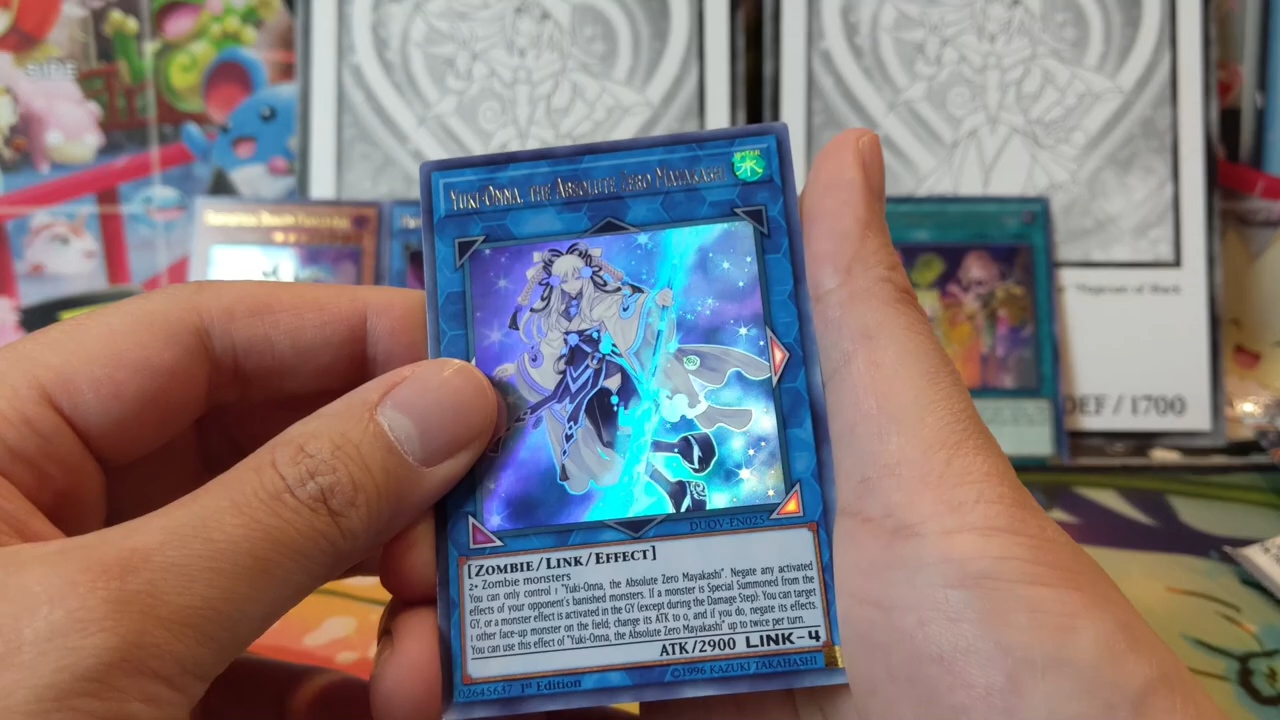 YUKI-ONNA, THE ABSOLUTE ZERO MAYAKASHI
WATER
水
DUOV-EN025
[ZOMBIE/LINK/EFFECT]
2+ Zombie monsters
You can only control 1 "Yuki-Onna, the Absolute Zero Mayakashi". Negate any activated
effects of your opponent's banished monsters. If a monster is Special Summoned from the
GY, or a monster effect is activated in the GY (except during the Damage Step): You can target
1 other face-up monster on the field; change its ATK to 0, and if you do, negate its effects.
You can use this effect of "Yuki-Onna, the Absolute Zero Mayakashi" up to twice per turn.
ATK/2900 LINK-4
02645637 1st Edition
©1996 KAZUKI TAKAHASHI
DEF / 1700